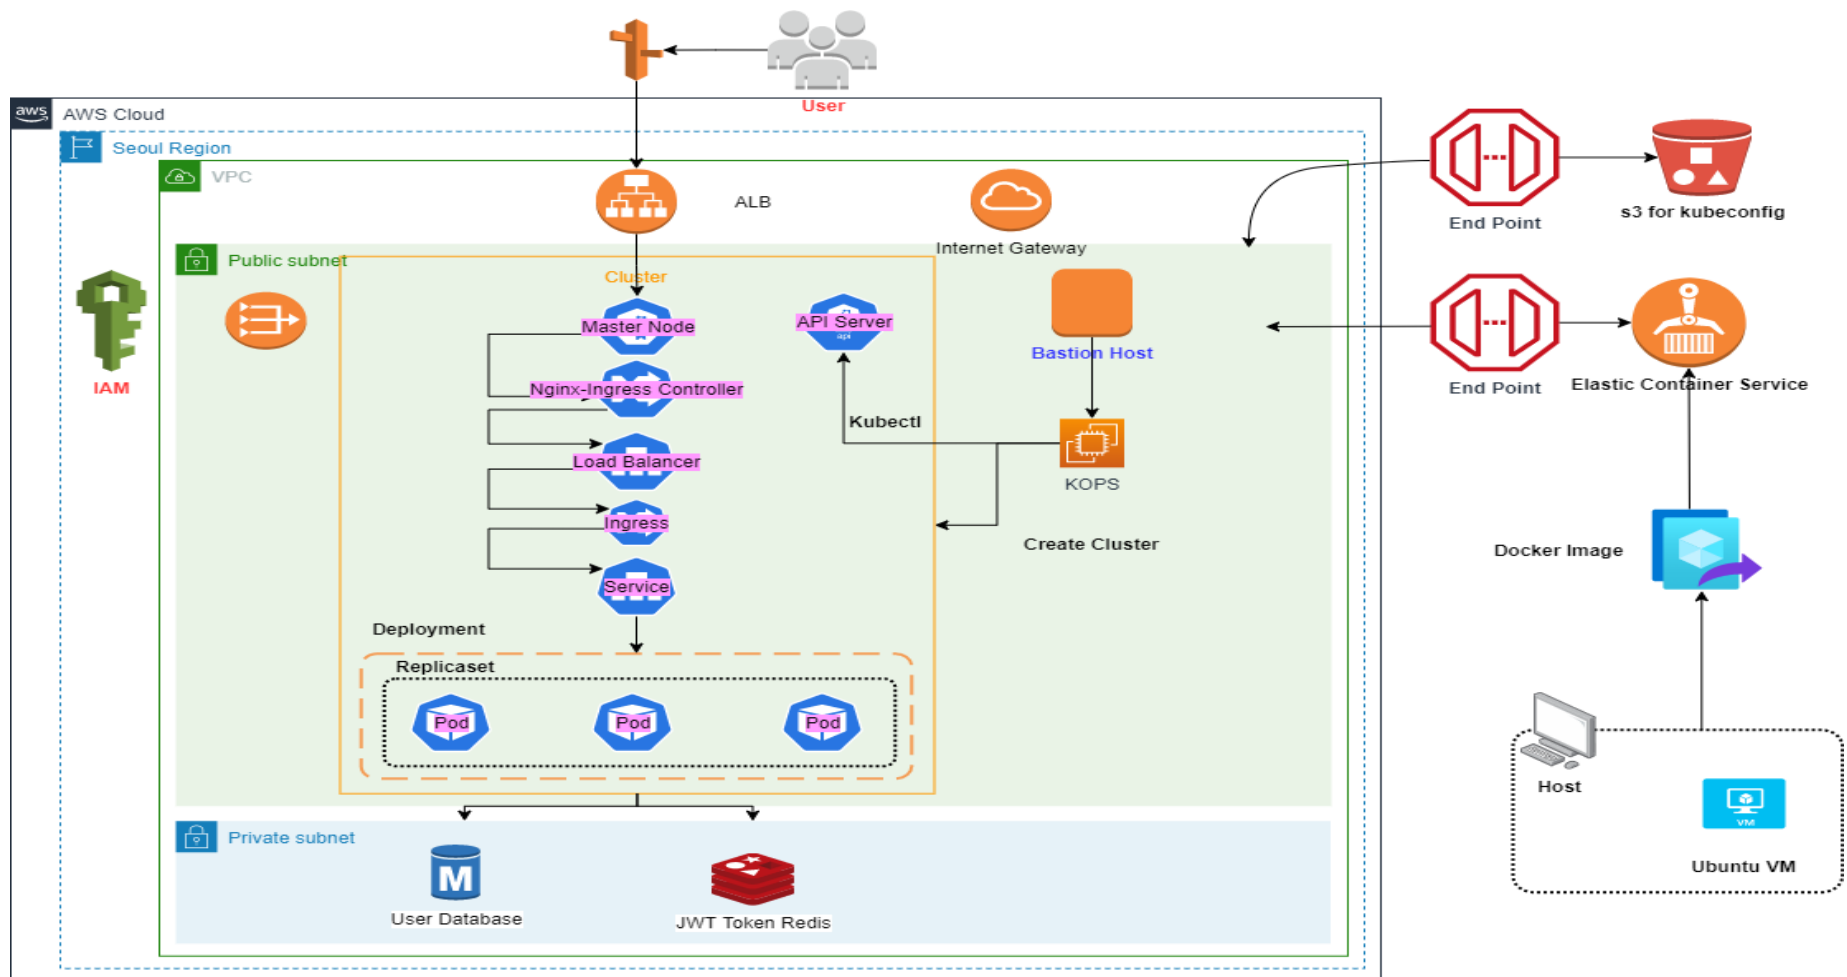 User
aws
AWS Cloud
Seoul Region
VPC
ALB
Internet Gateway
End Point
s3 for kubeconfig
Public subnet
Cluster
IAM
Master Node
API Server
api
Bastion Host
End Point
Elastic Container Service
Nginx-Ingress Controller
Kubectl
Load Balancer
KOPS
Ingress
Create Cluster
Docker Image
Service
Deployment
Replicaset
Pod
Pod
Pod
Host
VM
Ubuntu VM
Private subnet
M
User Database
JWT Token Redis